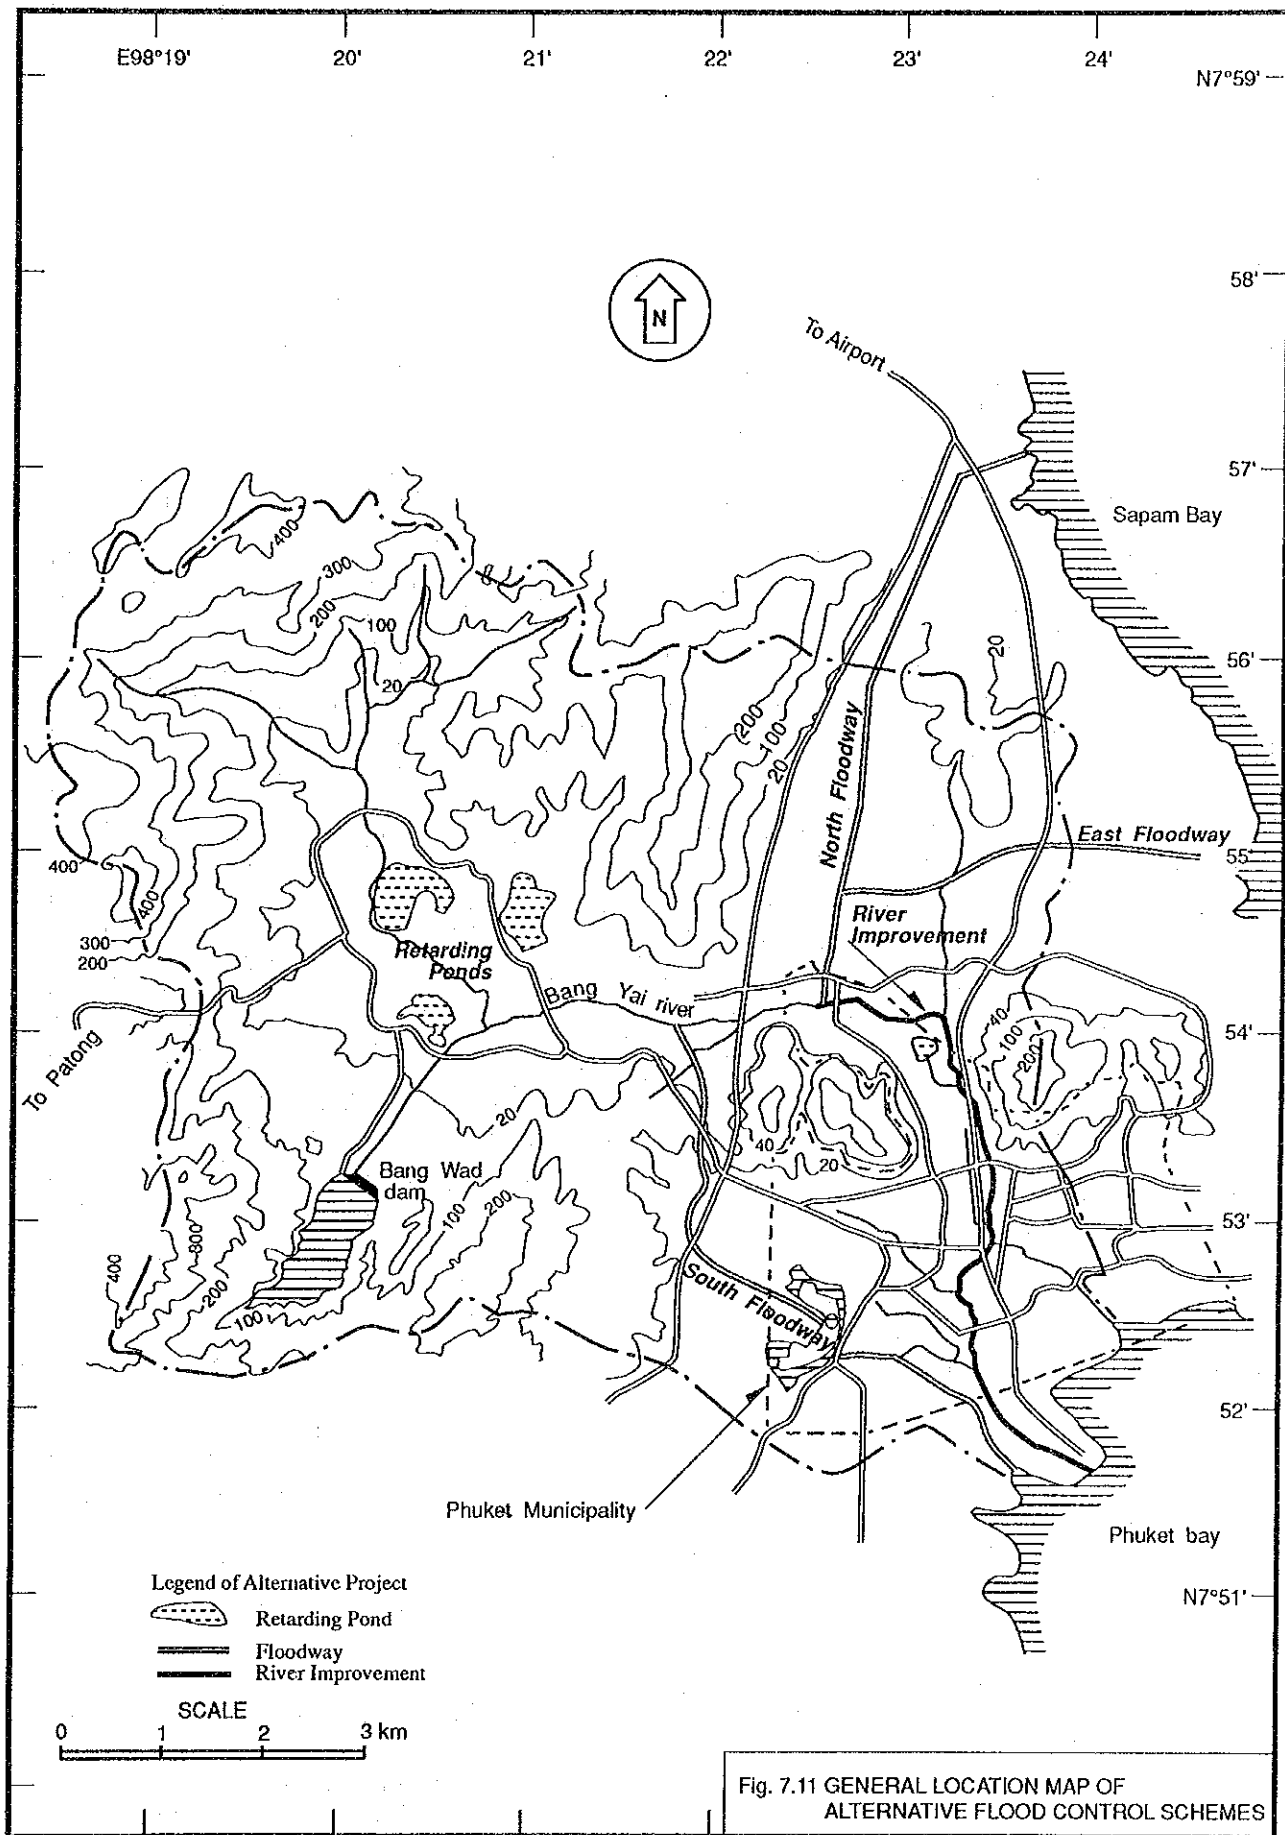 E98°19' 20' 21' 22' 23' 24'
N7°59'
58'
To Airport
N
57'
Sapam Bay
400
300
200
100
20
56'
20
200
100
20
North Floodway
East Floodway
55'
400
400
300
200
River
Improvement
Retarding
Ponds
Bang Yai river
54'
40
100
200
To Patong
20
40
20
Bang Wad
dam
100
200
53'
400
300
200
100
South Floodway
52'
Phuket Municipality
Phuket bay
N7°51'
Legend of Alternative Project
Retarding Pond
Floodway
River Improvement
SCALE
0 1 2 3 km
Fig. 7.11 GENERAL LOCATION MAP OF
ALTERNATIVE FLOOD CONTROL SCHEMES